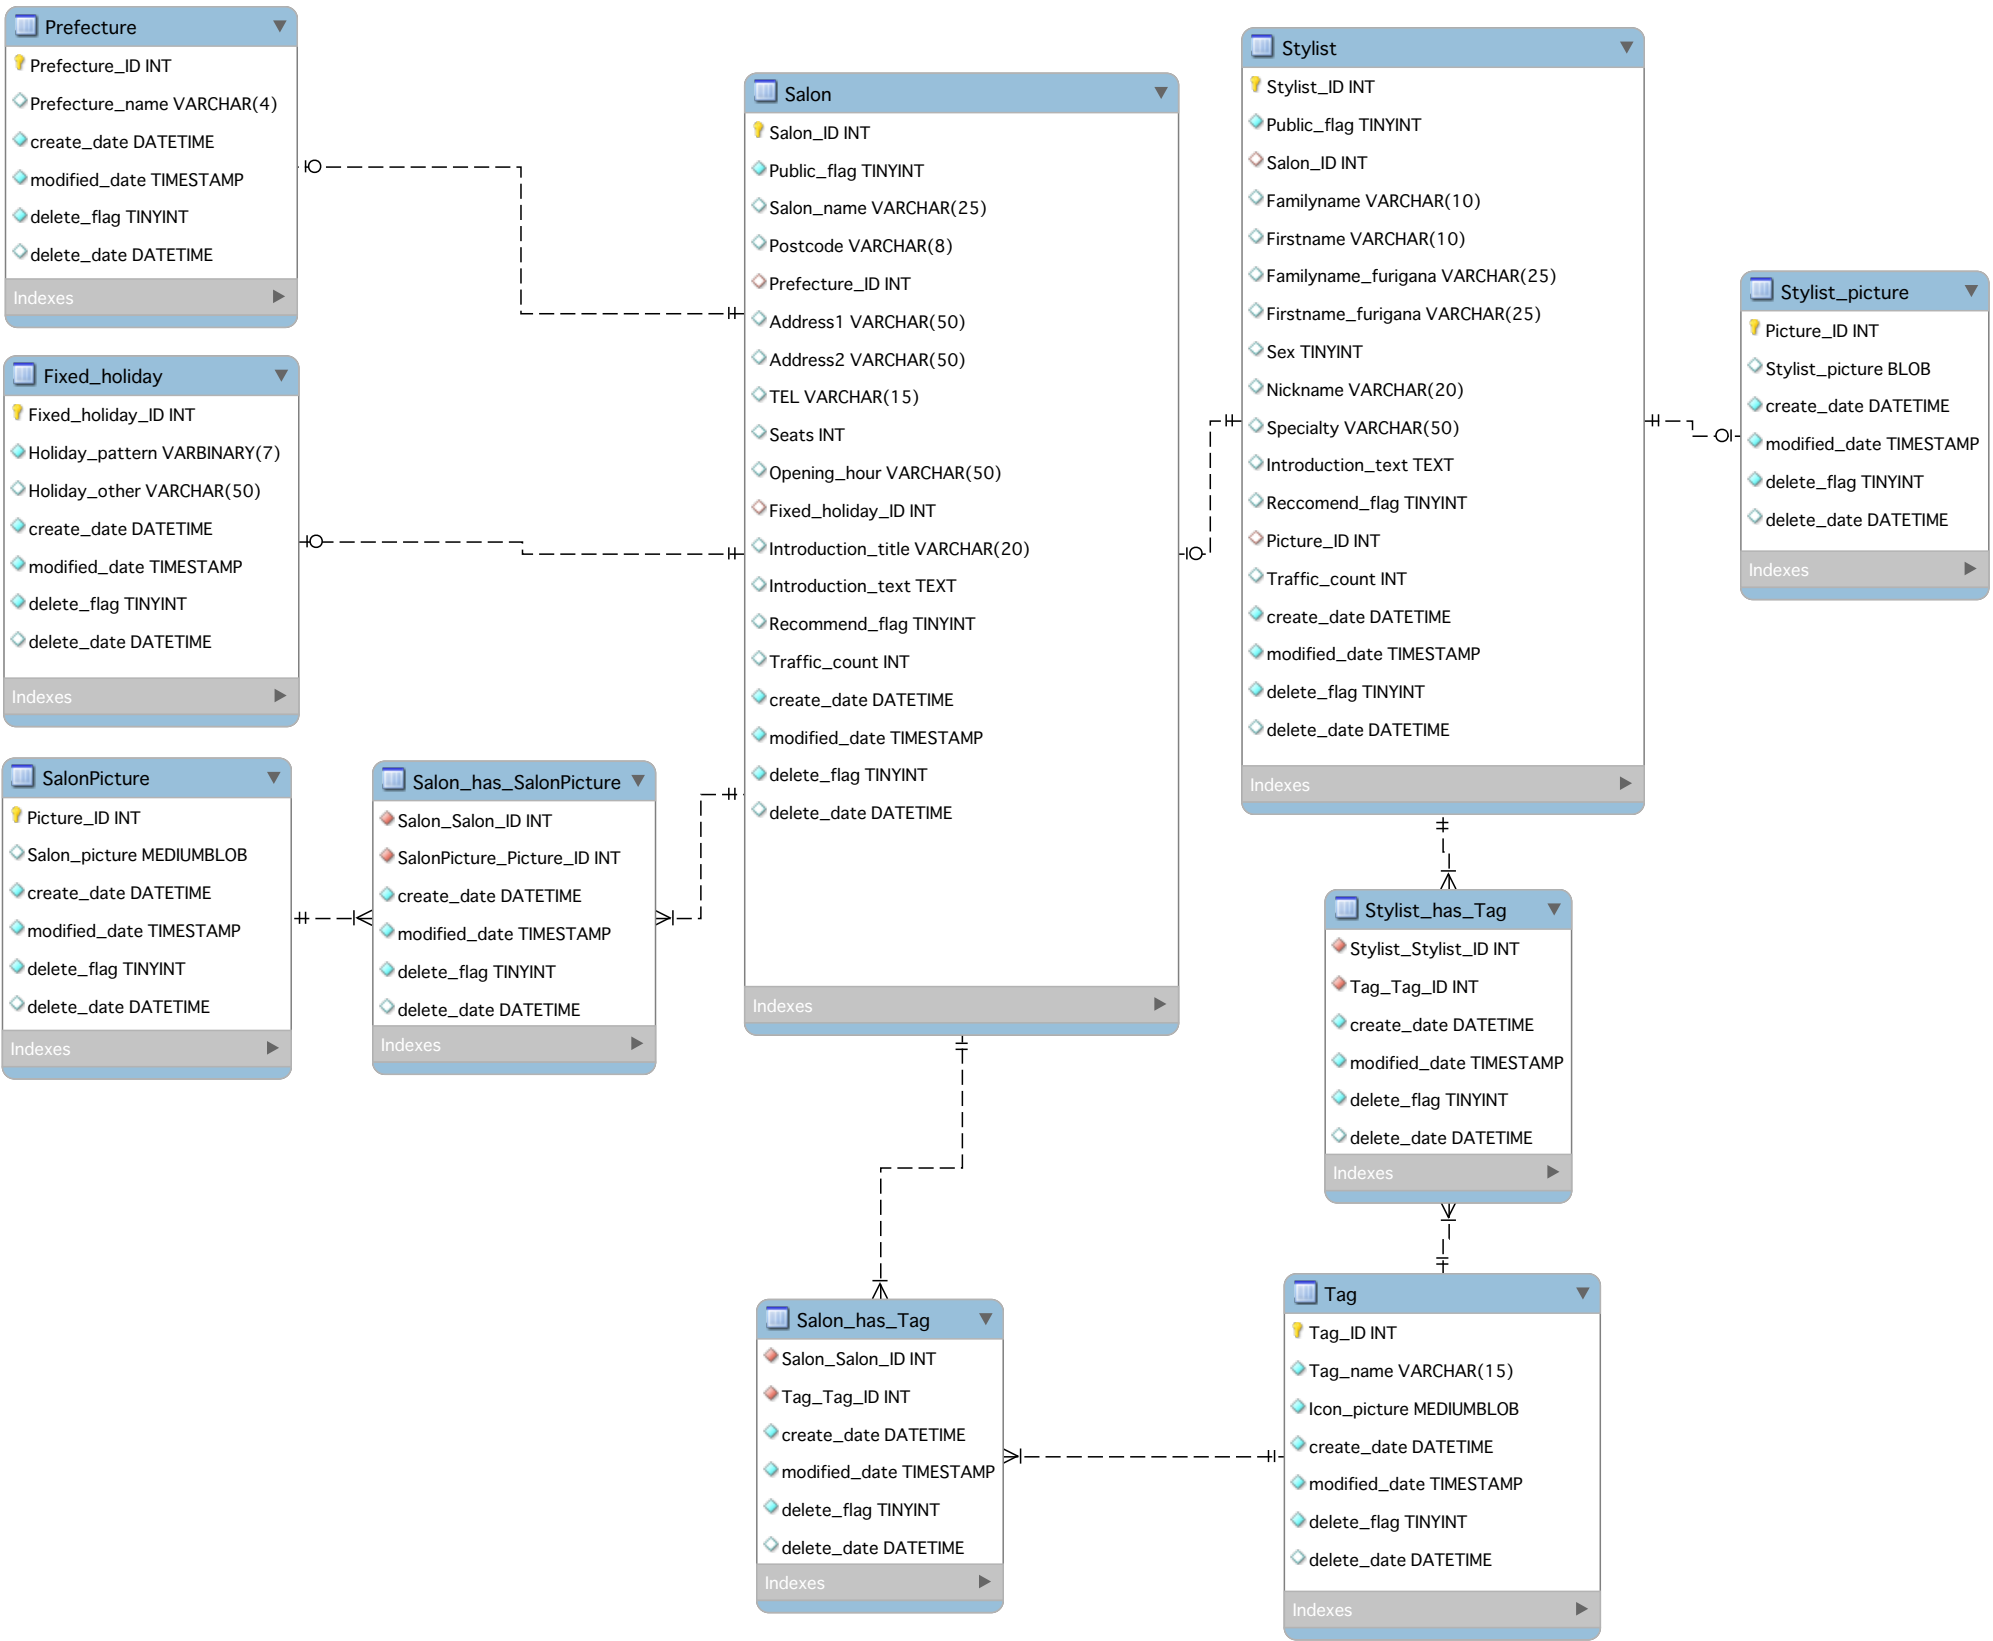 Prefecture
Prefecture_ID INT
Prefecture_name VARCHAR(4)
create_date DATETIME
modified_date TIMESTAMP
delete_flag TINYINT
delete_date DATETIME
Indexes
Fixed_holiday
Fixed_holiday_ID INT
Holiday_pattern VARBINARY(7)
Holiday_other VARCHAR(50)
create_date DATETIME
modified_date TIMESTAMP
delete_flag TINYINT
delete_date DATETIME
Indexes
SalonPicture
Picture_ID INT
Salon_picture MEDIUMBLOB
create_date DATETIME
modified_date TIMESTAMP
delete_flag TINYINT
delete_date DATETIME
Indexes
Salon_has_SalonPicture
Salon_Salon_ID INT
SalonPicture_Picture_ID INT
create_date DATETIME
modified_date TIMESTAMP
delete_flag TINYINT
delete_date DATETIME
Indexes
Salon
Salon_ID INT
Public_flag TINYINT
Salon_name VARCHAR(25)
Postcode VARCHAR(8)
Prefecture_ID INT
Address1 VARCHAR(50)
Address2 VARCHAR(50)
TEL VARCHAR(15)
Seats INT
Opening_hour VARCHAR(50)
Fixed_holiday_ID INT
Introduction_title VARCHAR(20)
Introduction_text TEXT
Recommend_flag TINYINT
Traffic_count INT
create_date DATETIME
modified_date TIMESTAMP
delete_flag TINYINT
delete_date DATETIME
Indexes
Stylist
Stylist_ID INT
Public_flag TINYINT
Salon_ID INT
Familyname VARCHAR(10)
Firstname VARCHAR(10)
Familyname_furigana VARCHAR(25)
Firstname_furigana VARCHAR(25)
Sex TINYINT
Nickname VARCHAR(20)
Specialty VARCHAR(50)
Introduction_text TEXT
Reccomend_flag TINYINT
Picture_ID INT
Traffic_count INT
create_date DATETIME
modified_date TIMESTAMP
delete_flag TINYINT
delete_date DATETIME
Indexes
Stylist_picture
Picture_ID INT
Stylist_picture BLOB
create_date DATETIME
modified_date TIMESTAMP
delete_flag TINYINT
delete_date DATETIME
Indexes
Stylist_has_Tag
Stylist_Stylist_ID INT
Tag_Tag_ID INT
create_date DATETIME
modified_date TIMESTAMP
delete_flag TINYINT
delete_date DATETIME
Indexes
Salon_has_Tag
Salon_Salon_ID INT
Tag_Tag_ID INT
create_date DATETIME
modified_date TIMESTAMP
delete_flag TINYINT
delete_date DATETIME
Indexes
Tag
Tag_ID INT
Tag_name VARCHAR(15)
Icon_picture MEDIUMBLOB
create_date DATETIME
modified_date TIMESTAMP
delete_flag TINYINT
delete_date DATETIME
Indexes